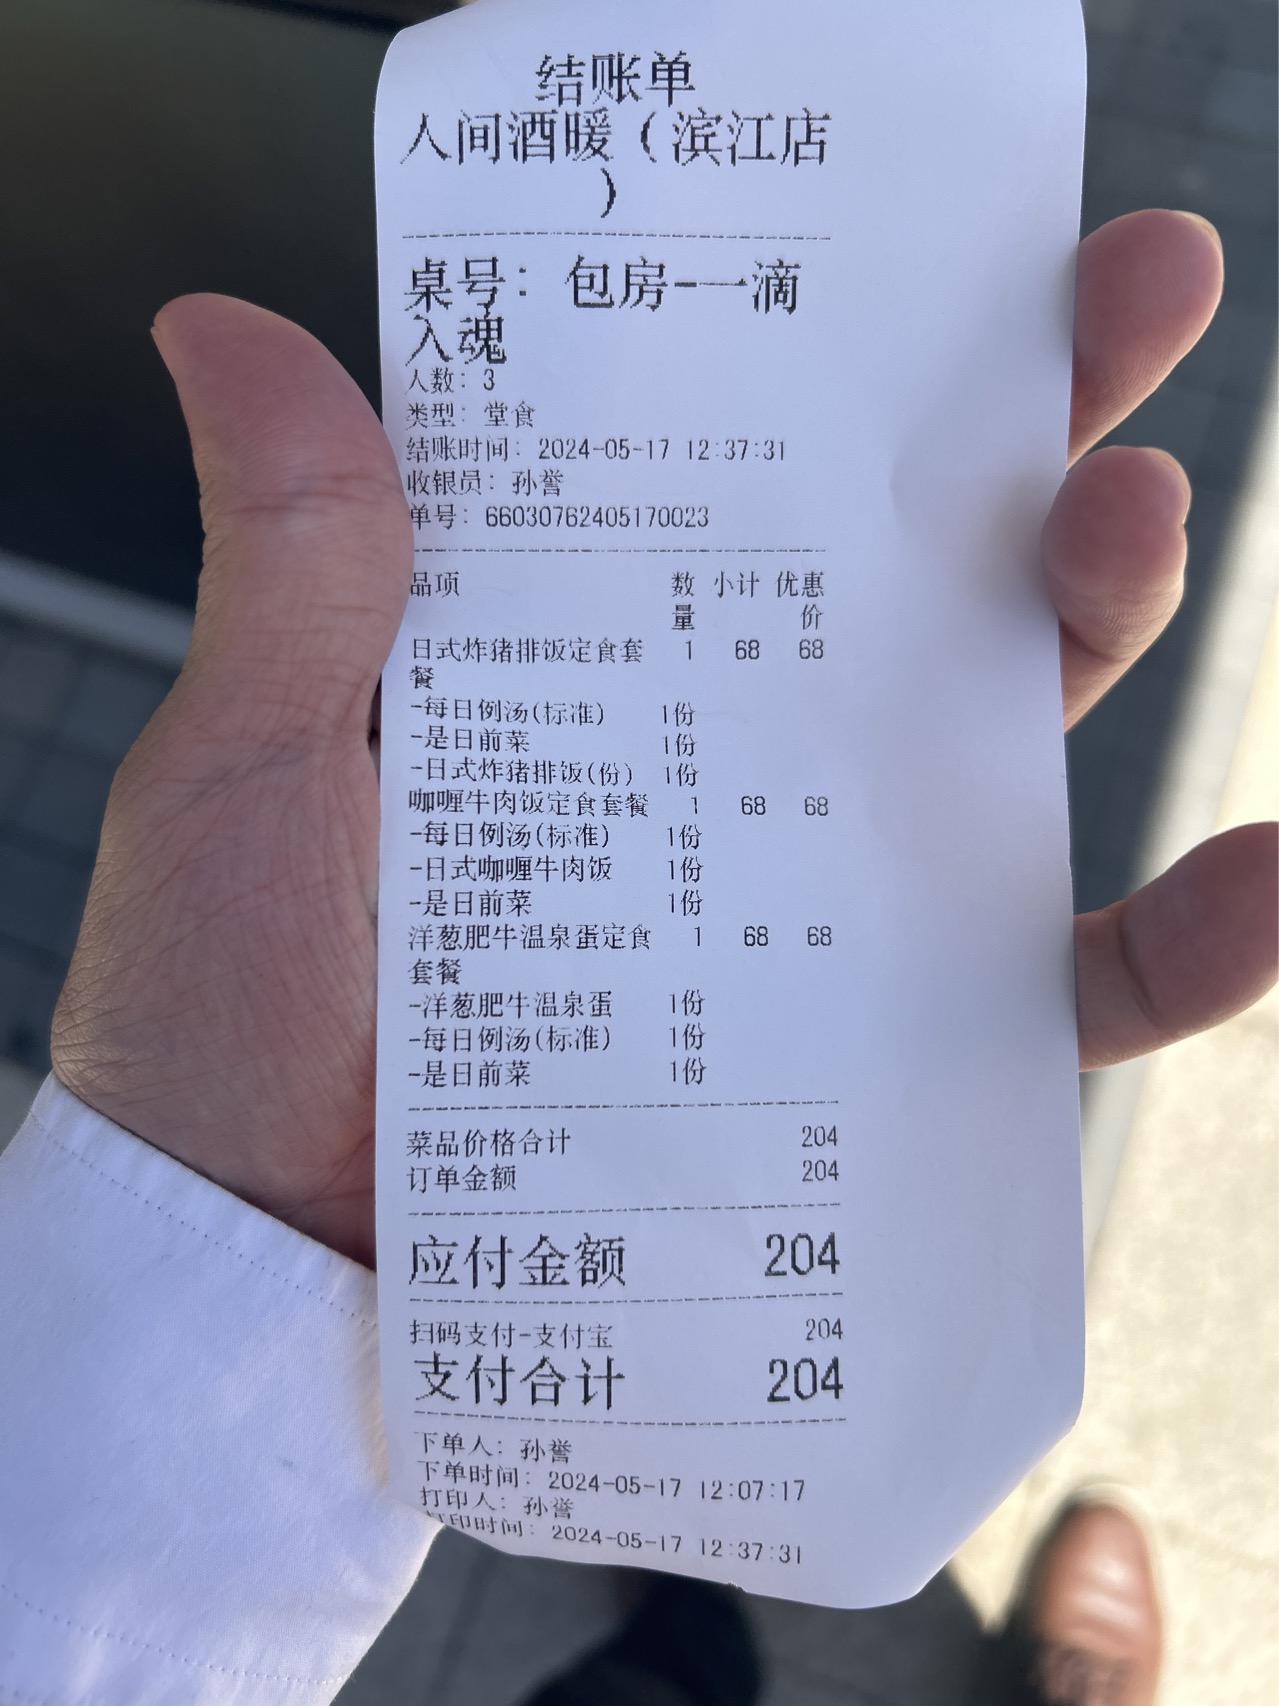 结账单
人间酒暖（滨江店
）
桌号：包房-一滴
入魂
人数：3
类型：堂食
结账时间：2024-05-17 12:37:31
收银员：孙誉
单号：66030762405170023
品项 数 小计 优惠
量 价
日式炸猪排饭定食套 1 68 68
餐
-每日例汤(标准) 1份
-是日前菜 1份
-日式炸猪排饭(份) 1份
咖喱牛肉饭定食套餐 1 68 68
-每日例汤(标准) 1份
-日式咖喱牛肉饭 1份
-是日前菜 1份
洋葱肥牛温泉蛋定食 1 68 68
套餐
-洋葱肥牛温泉蛋 1份
-每日例汤(标准) 1份
-是日前菜 1份
菜品价格合计 204
订单金额 204
应付金额 204
扫码支付-支付宝 204
支付合计 204
下单人：孙誉
下单时间：2024-05-17 12:07:17
打印人：孙誉
打印时间：2024-05-17 12:37:31